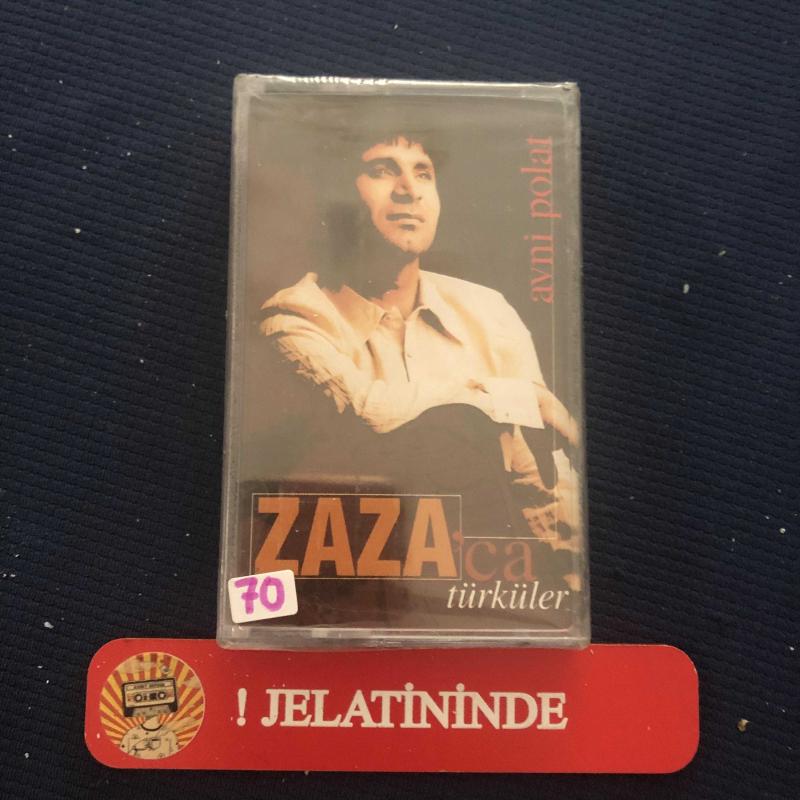 avni polat
ZAZA'ca
türküler
70
! JELATİNİNDE